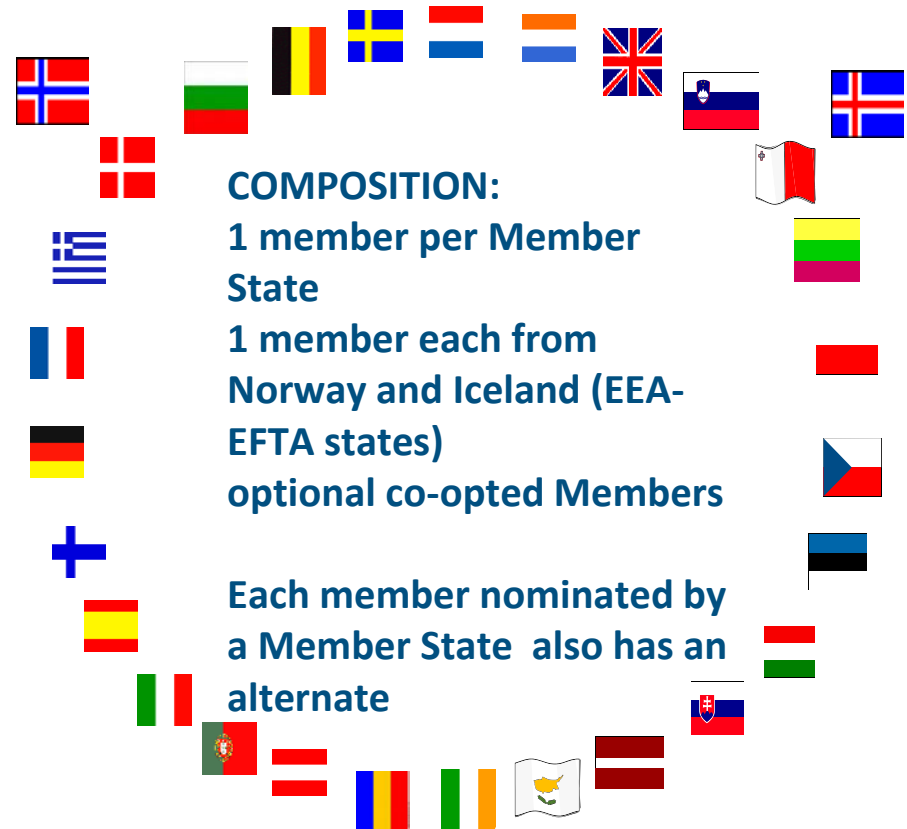 COMPOSITION:
1 member per Member
State
1 member each from
Norway and Iceland (EEA-
EFTA states)
optional co-opted Members
Each member nominated by
a Member State  also has an
alternate